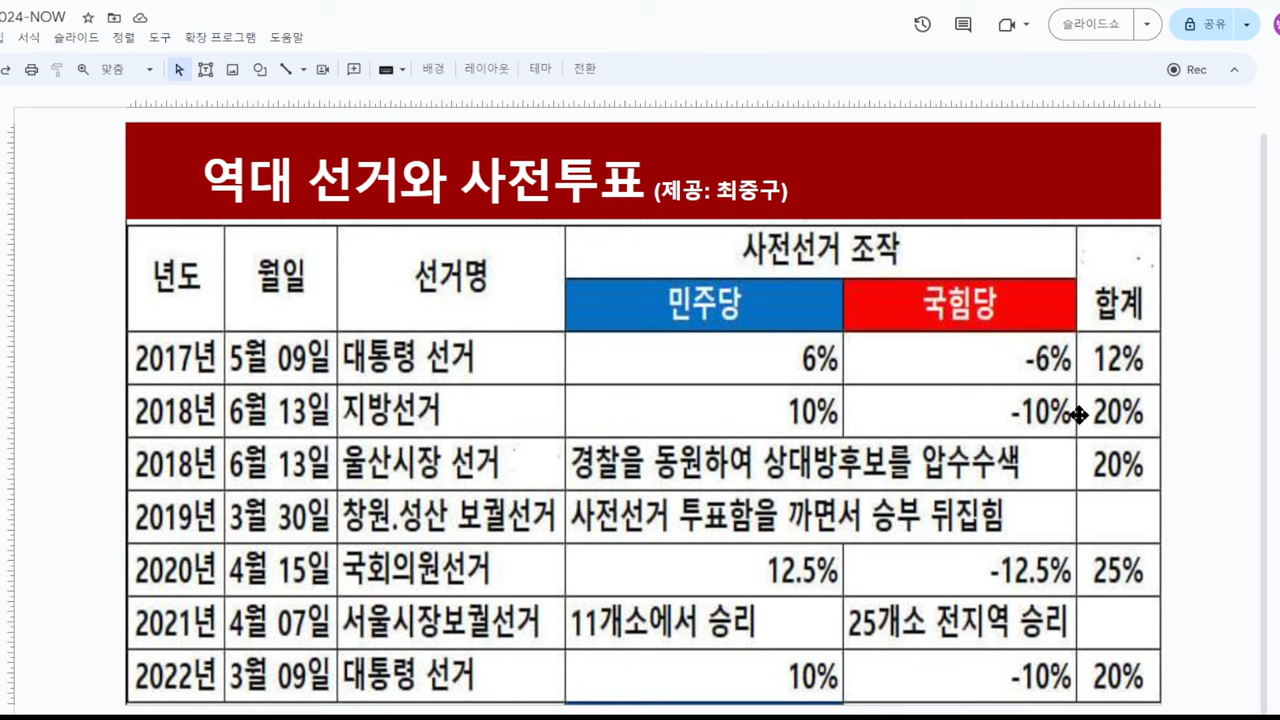 024-NOW
서식 슬라이드 정렬 도구 확장 프로그램 도움말
슬라이드쇼
공유
맞춤
배경 레이아웃 테마 전환
Rec
역대 선거와 사전투표 (제공: 최중구)
년도 월일 선거명 사전선거 조작 합계
민주당 국힘당
2017년 5월 09일 대통령 선거 6% -6% 12%
2018년 6월 13일 지방선거 10% -10% 20%
2018년 6월 13일 울산시장 선거 경찰을 동원하여 상대방후보를 압수수색 20%
2019년 3월 30일 창원.성산 보궐선거 사전선거 투표함을 까면서 승부 뒤집힘
2020년 4월 15일 국회의원선거 12.5% -12.5% 25%
2021년 4월 07일 서울시장보궐선거 11개소에서 승리 25개소 전지역 승리
2022년 3월 09일 대통령 선거 10% -10% 20%